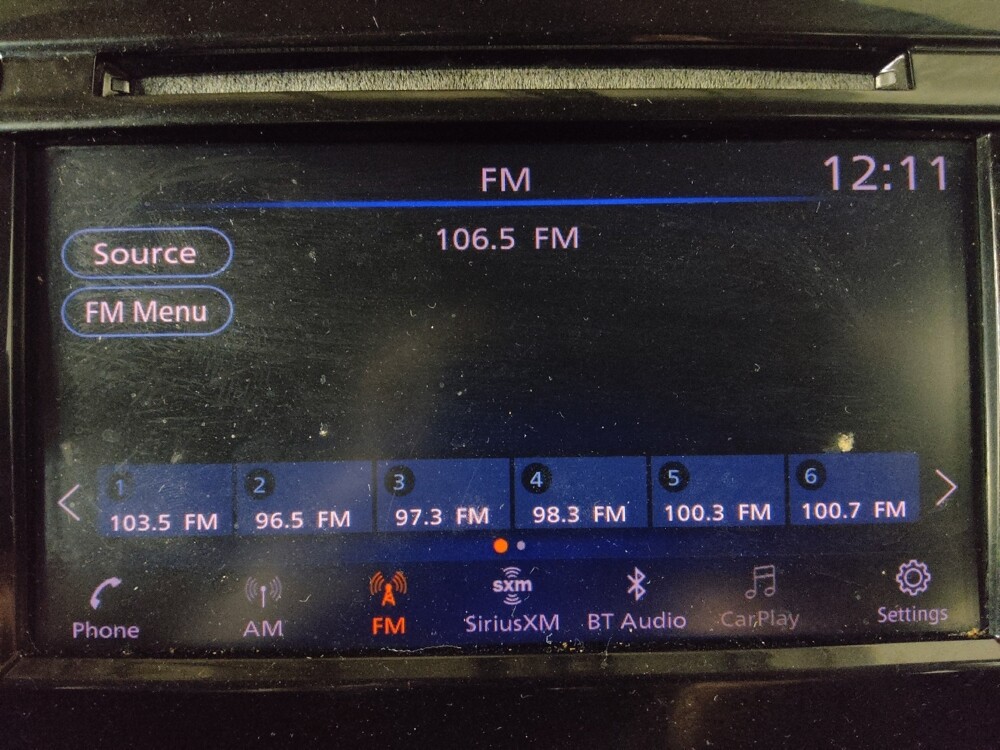 FM 12:11
106.5 FM
Source
FM Menu
1 2 3 4 5 6
103.5 FM 96.5 FM 97.3 FM 98.3 FM 100.3 FM 100.7 FM
sxm
Phone AM FM SiriusXM BT Audio CarPlay Settings